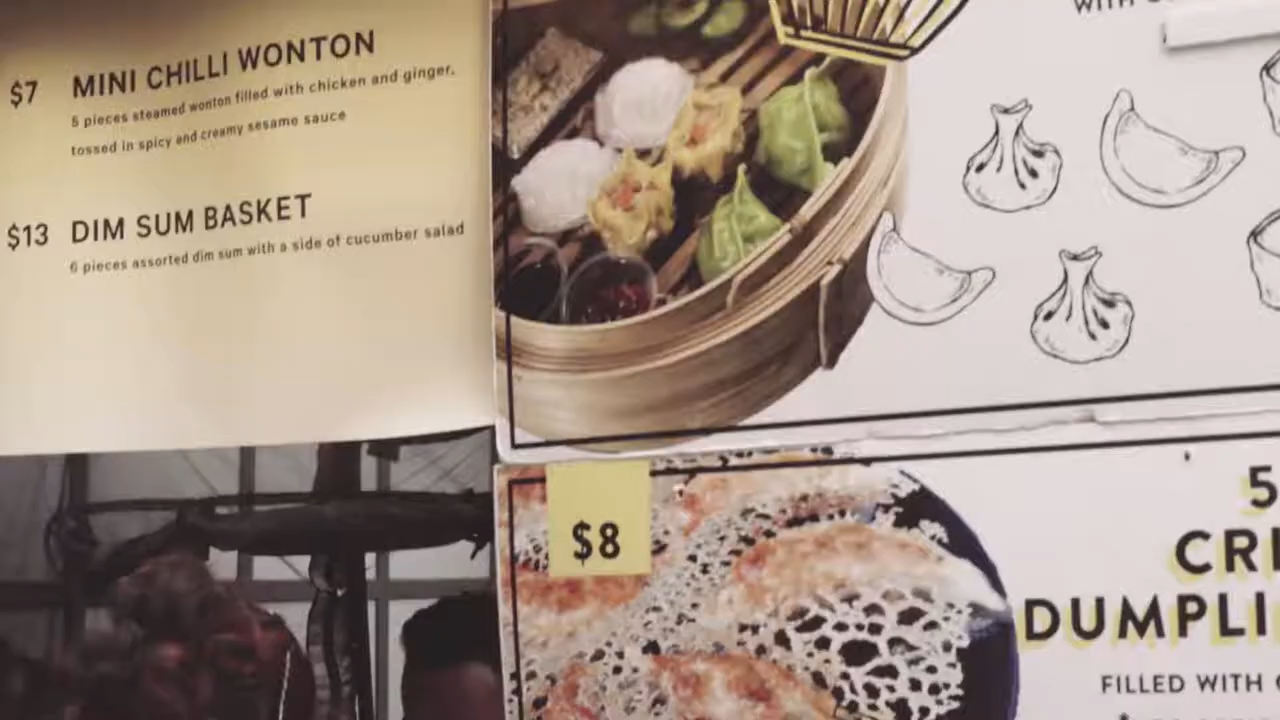 $7 MINI CHILLI WONTON
5 pieces steamed wonton filled with chicken and ginger,
tossed in spicy and creamy sesame sauce
$13 DIM SUM BASKET
6 pieces assorted dim sum with a side of cucumber salad
WITH
$8
5
CRI
DUMPLI
FILLED WITH